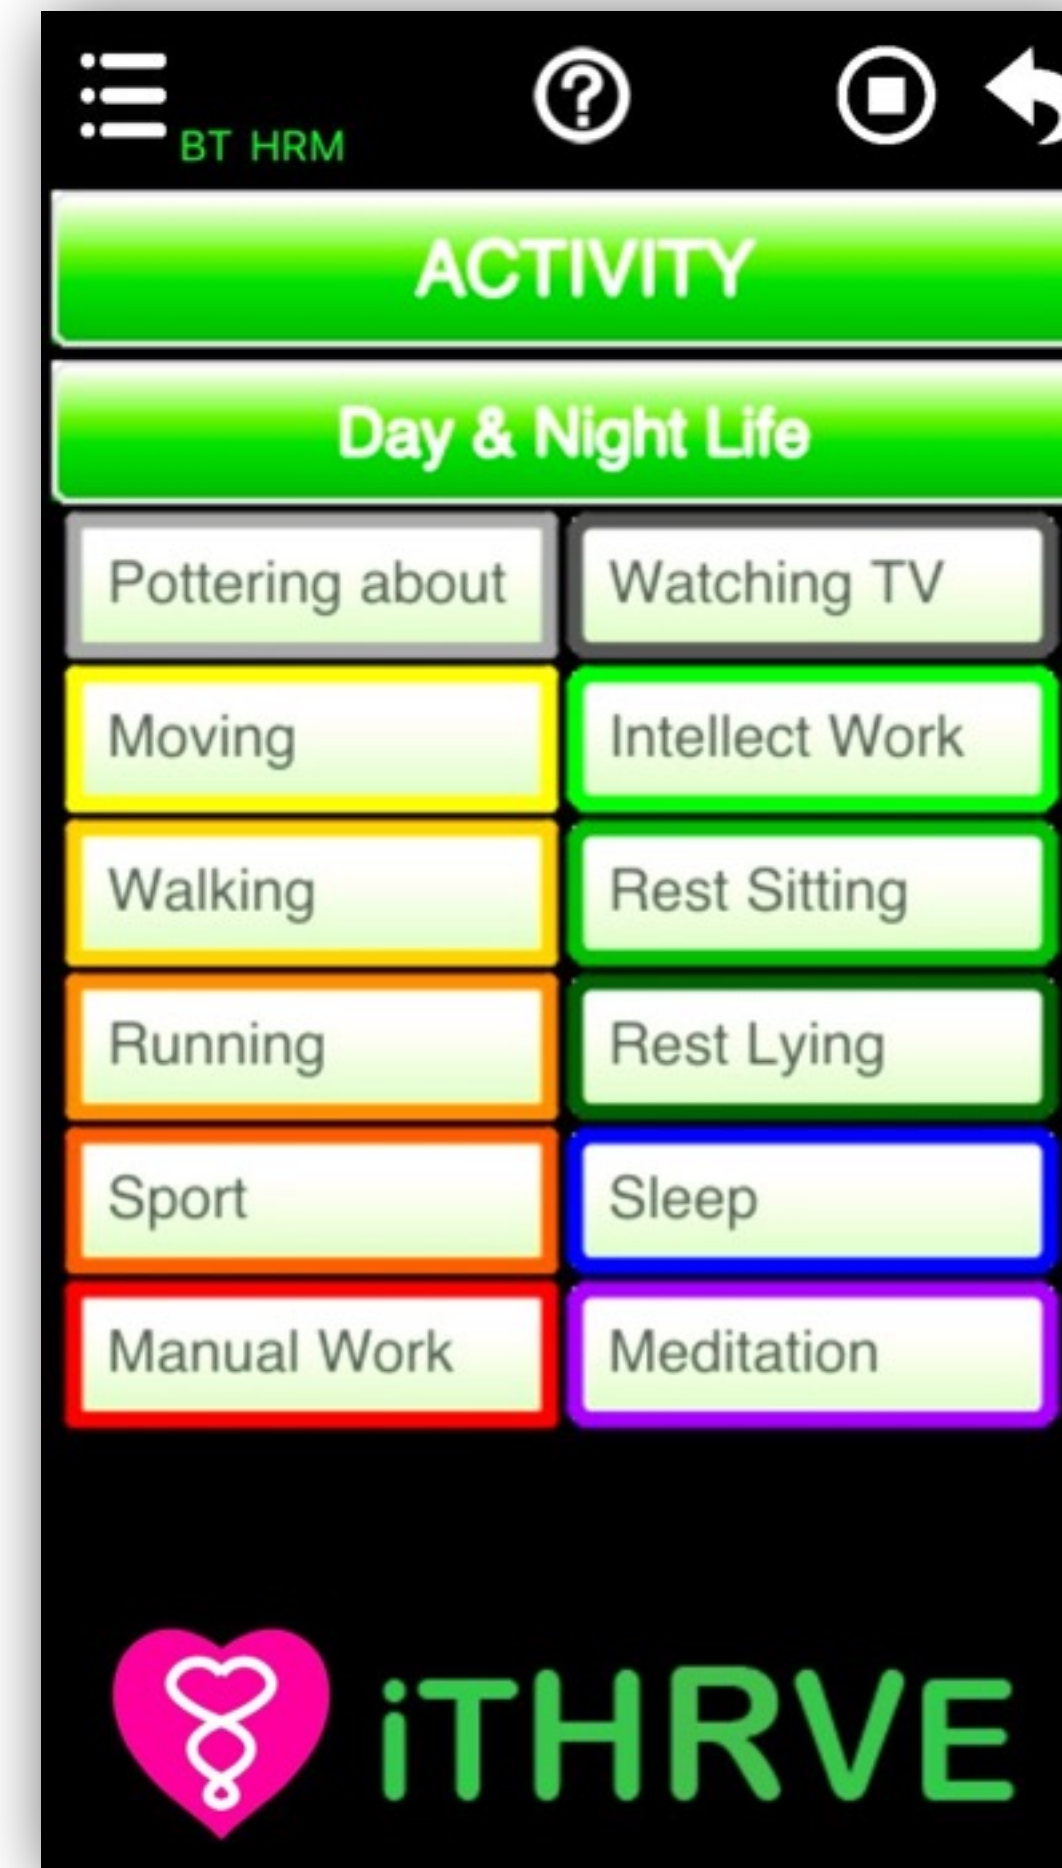 BT HRM
ACTIVITY
Day & Night Life
Pottering about
Watching TV
Moving
Intellect Work
Walking
Rest Sitting
Running
Rest Lying
Sport
Sleep
Manual Work
Meditation
iTHRVE